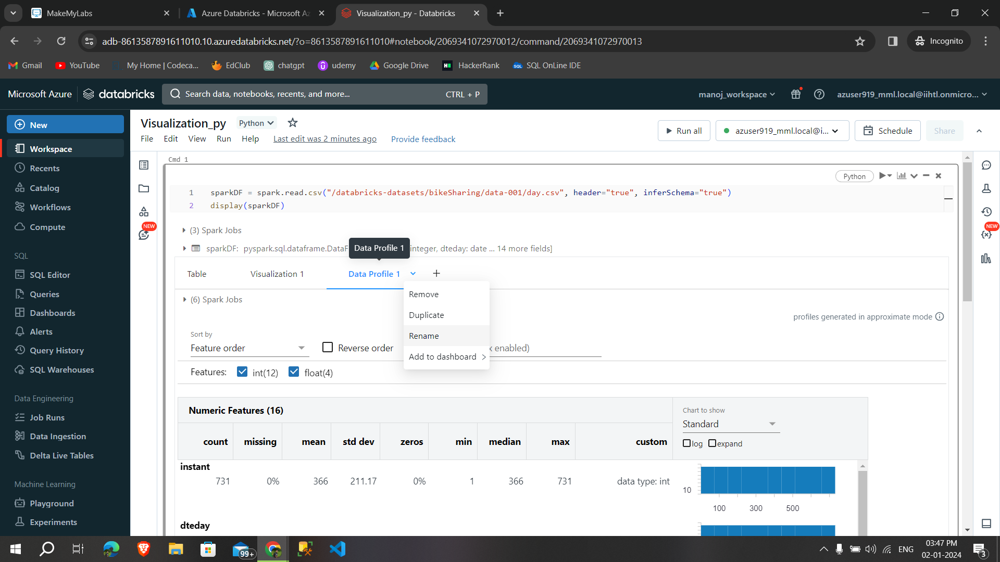 MakeMyLabs
Azure Databricks - Microsoft Az
Visualization_py - Databricks
adb-8613587891611010.10.azuredatabricks.net/?o=8613587891611010#notebook/2069341072970012/command/2069341072970013
Incognito
Gmail
YouTube
My Home | Codeca...
EdClub
chatgpt
udemy
Google Drive
HackerRank
SQL OnLine IDE
Microsoft Azure
databricks
Search data, notebooks, recents, and more...
CTRL + P
manoj_workspace
azuser919_mml.local@iihtl.onmicro...
New
Workspace
Recents
Catalog
Workflows
Compute
SQL
SQL Editor
Queries
Dashboards
Alerts
Query History
SQL Warehouses
Data Engineering
Job Runs
Data Ingestion
Delta Live Tables
Machine Learning
Playground
Experiments
Visualization_py
Python
File Edit View Run Help
Last edit was 2 minutes ago
Provide feedback
Run all
azuser919_mml.local@i...
Schedule
Share
NEW
NEW
Cmd 1
Python
1 sparkDF = spark.read.csv("/databricks-datasets/bikeSharing/data-001/day.csv", header="true", inferSchema="true")
2 display(sparkDF)
(3) Spark Jobs
sparkDF: pyspark.sql.dataframe.DataF
integer, dteday: date ... 14 more fields]
Data Profile 1
Table
Visualization 1
Data Profile 1
Remove
Duplicate
Rename
Add to dashboard
(6) Spark Jobs
profiles generated in approximate mode
Sort by
Feature order
Reverse order
enabled)
Features: int(12) float(4)
Numeric Features (16)
Chart to show
Standard
log expand
count missing mean std dev zeros min median max custom
instant
731 0% 366 211.17 0% 1 366 731 data type: int
10
100 300 500
dteday
99+
ENG
03:47 PM
02-01-2024
3